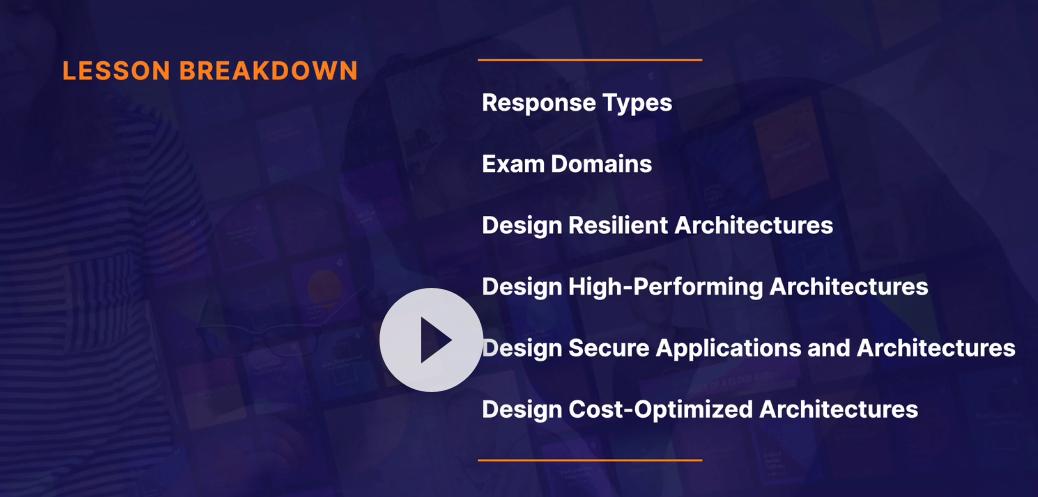 LESSON BREAKDOWN
Response Types
Exam Domains
Design Resilient Architectures
Design High-Performing Architectures
Design Secure Applications and Architectures
Design Cost-Optimized Architectures